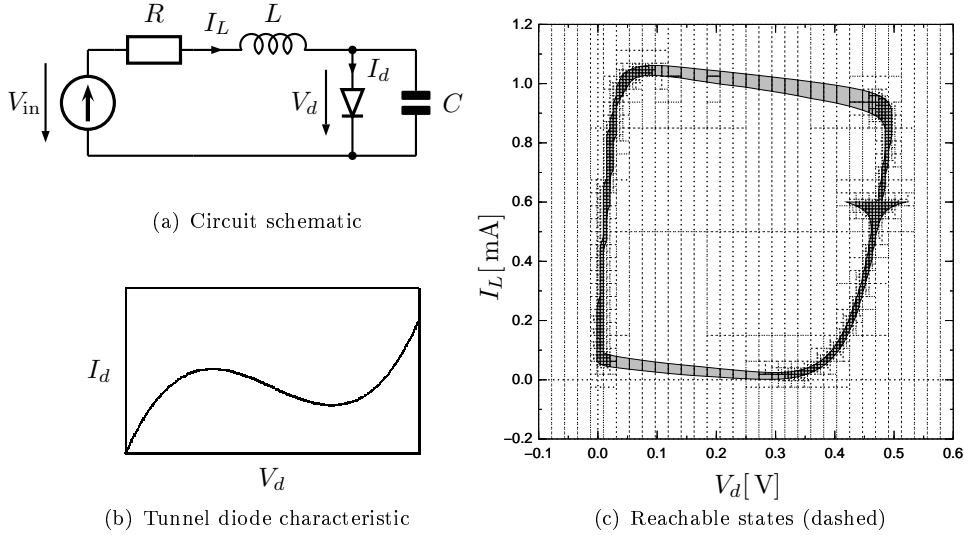 R
I_L
L
I_d
V_in
V_d
C
(a) Circuit schematic
I_d
V_d
(b) Tunnel diode characteristic
1.2
1.0
0.8
0.6
0.4
0.2
0.0
−0.2
I_L[mA]
−0.1 0.0 0.1 0.2 0.3 0.4 0.5 0.6
V_d[V]
(c) Reachable states (dashed)